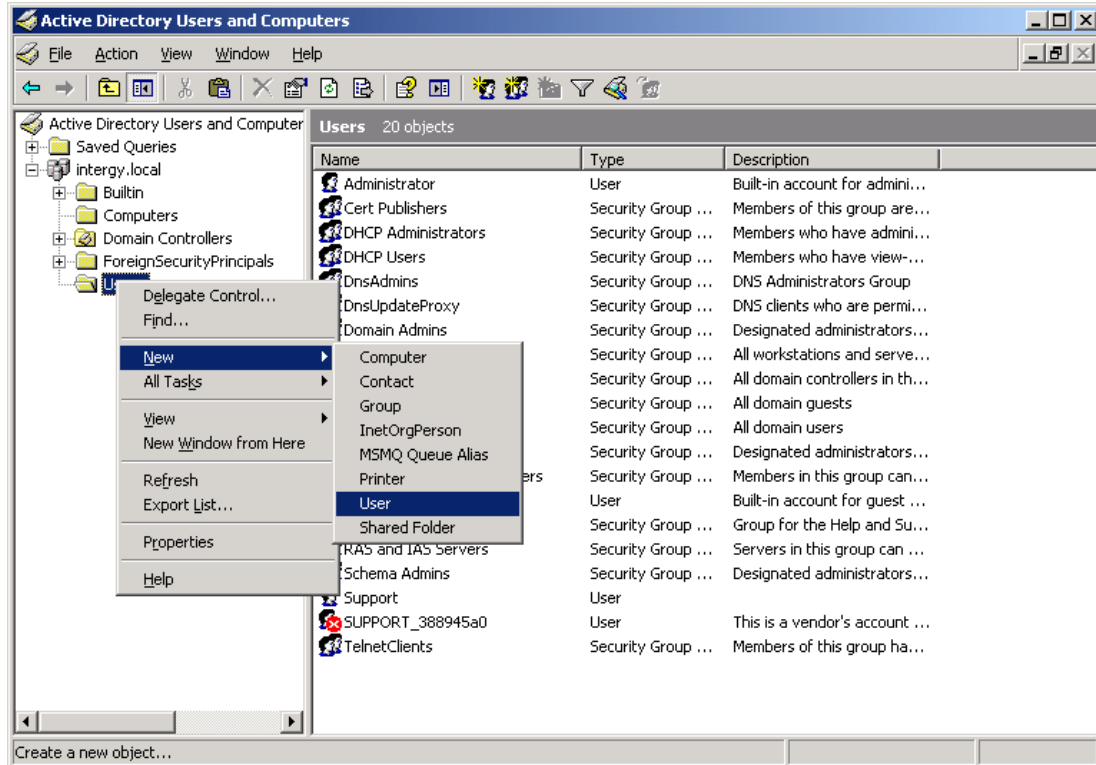 Active Directory Users and Computers
File Action View Window Help
Active Directory Users and Computer
Saved Queries
intergy.local
Builtin
Computers
Domain Controllers
ForeignSecurityPrincipals
Users 20 objects
Name Type Description
Administrator User Built-in account for admini...
Cert Publishers Security Group ... Members of this group are...
DHCP Administrators Security Group ... Members who have admini...
DHCP Users Security Group ... Members who have view-...
DnsAdmins Security Group ... DNS Administrators Group
DnsUpdateProxy Security Group ... DNS clients who are permi...
Domain Admins Security Group ... Designated administrators...
Security Group ... All workstations and serve...
Security Group ... All domain controllers in th...
Security Group ... All domain guests
Security Group ... All domain users
Security Group ... Designated administrators...
ers Security Group ... Members in this group can...
User Built-in account for guest ...
Security Group ... Group for the Help and Su...
RAS and IAS Servers Security Group ... Servers in this group can ...
Schema Admins Security Group ... Designated administrators...
Support User
SUPPORT_388945a0 User This is a vendor's account ...
TelnetClients Security Group ... Members of this group ha...
Delegate Control...
Find...
New
All Tasks
View
New Window from Here
Refresh
Export List...
Properties
Help
Computer
Contact
Group
InetOrgPerson
MSMQ Queue Alias
Printer
User
Shared Folder
Create a new object...